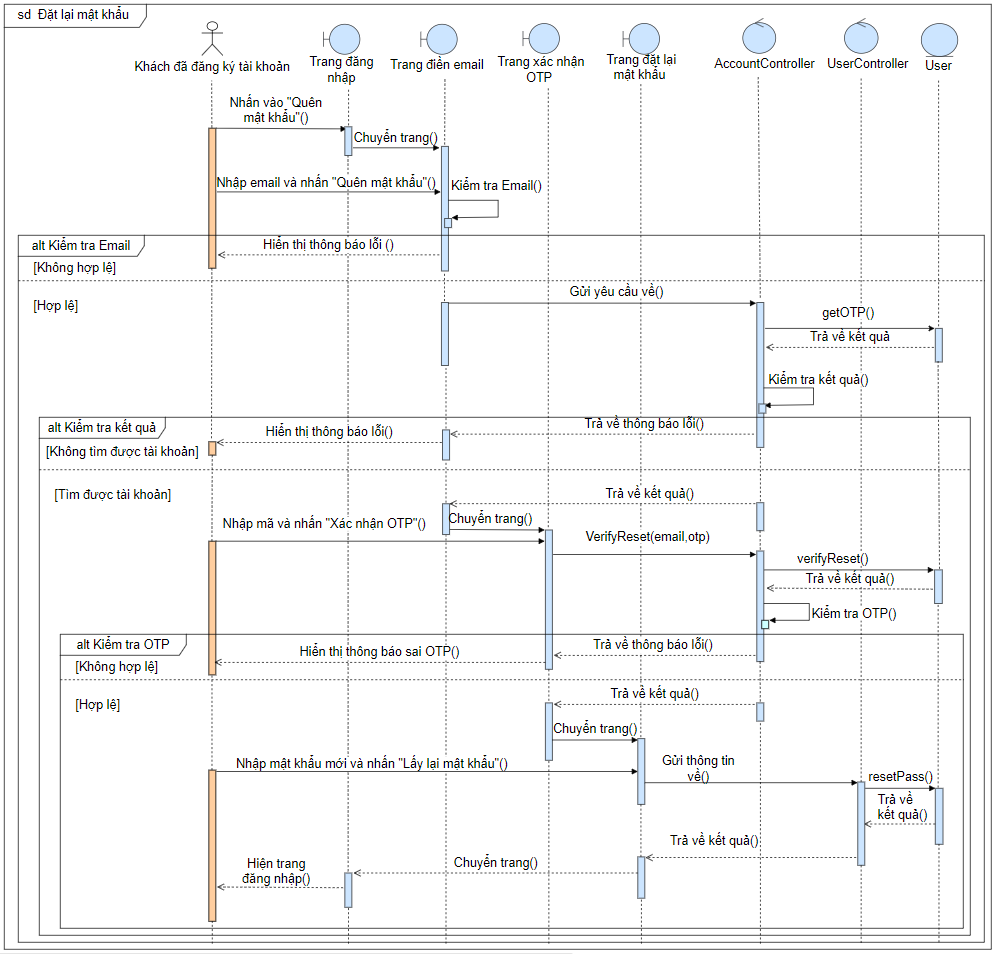 sd Đặt lại mật khẩu
Khách đã đăng ký tài khoản
Trang đăng
nhập
Trang điền email
Trang xác nhận
OTP
Trang đặt lại
mật khẩu
AccountController
UserController
User
Nhấn vào "Quên
mật khẩu"()
Chuyển trang()
Nhập email và nhấn "Quên mật khẩu"()
Kiểm tra Email()
alt Kiểm tra Email
Hiển thị thông báo lỗi ()
[Không hợp lệ]
[Hợp lệ]
Gửi yêu cầu về()
getOTP()
Trả về kết quả
Kiểm tra kết quả()
alt Kiểm tra kết quả
Hiển thị thông báo lỗi()
Trả về thông báo lỗi()
[Không tìm được tài khoản]
[Tìm được tài khoản]
Trả về kết quả()
Chuyển trang()
Nhập mã và nhấn "Xác nhận OTP"()
VerifyReset(email,otp)
verifyReset()
Trả về kết quả()
Kiểm tra OTP()
alt Kiểm tra OTP
Hiển thị thông báo sai OTP()
Trả về thông báo lỗi()
[Không hợp lệ]
[Hợp lệ]
Trả về kết quả()
Chuyển trang()
Nhập mật khẩu mới và nhấn "Lấy lại mật khẩu"()
Gửi thông tin
về()
resetPass()
Trả về
kết quả()
Trả về kết quả()
Chuyển trang()
Hiện trang
đăng nhập()